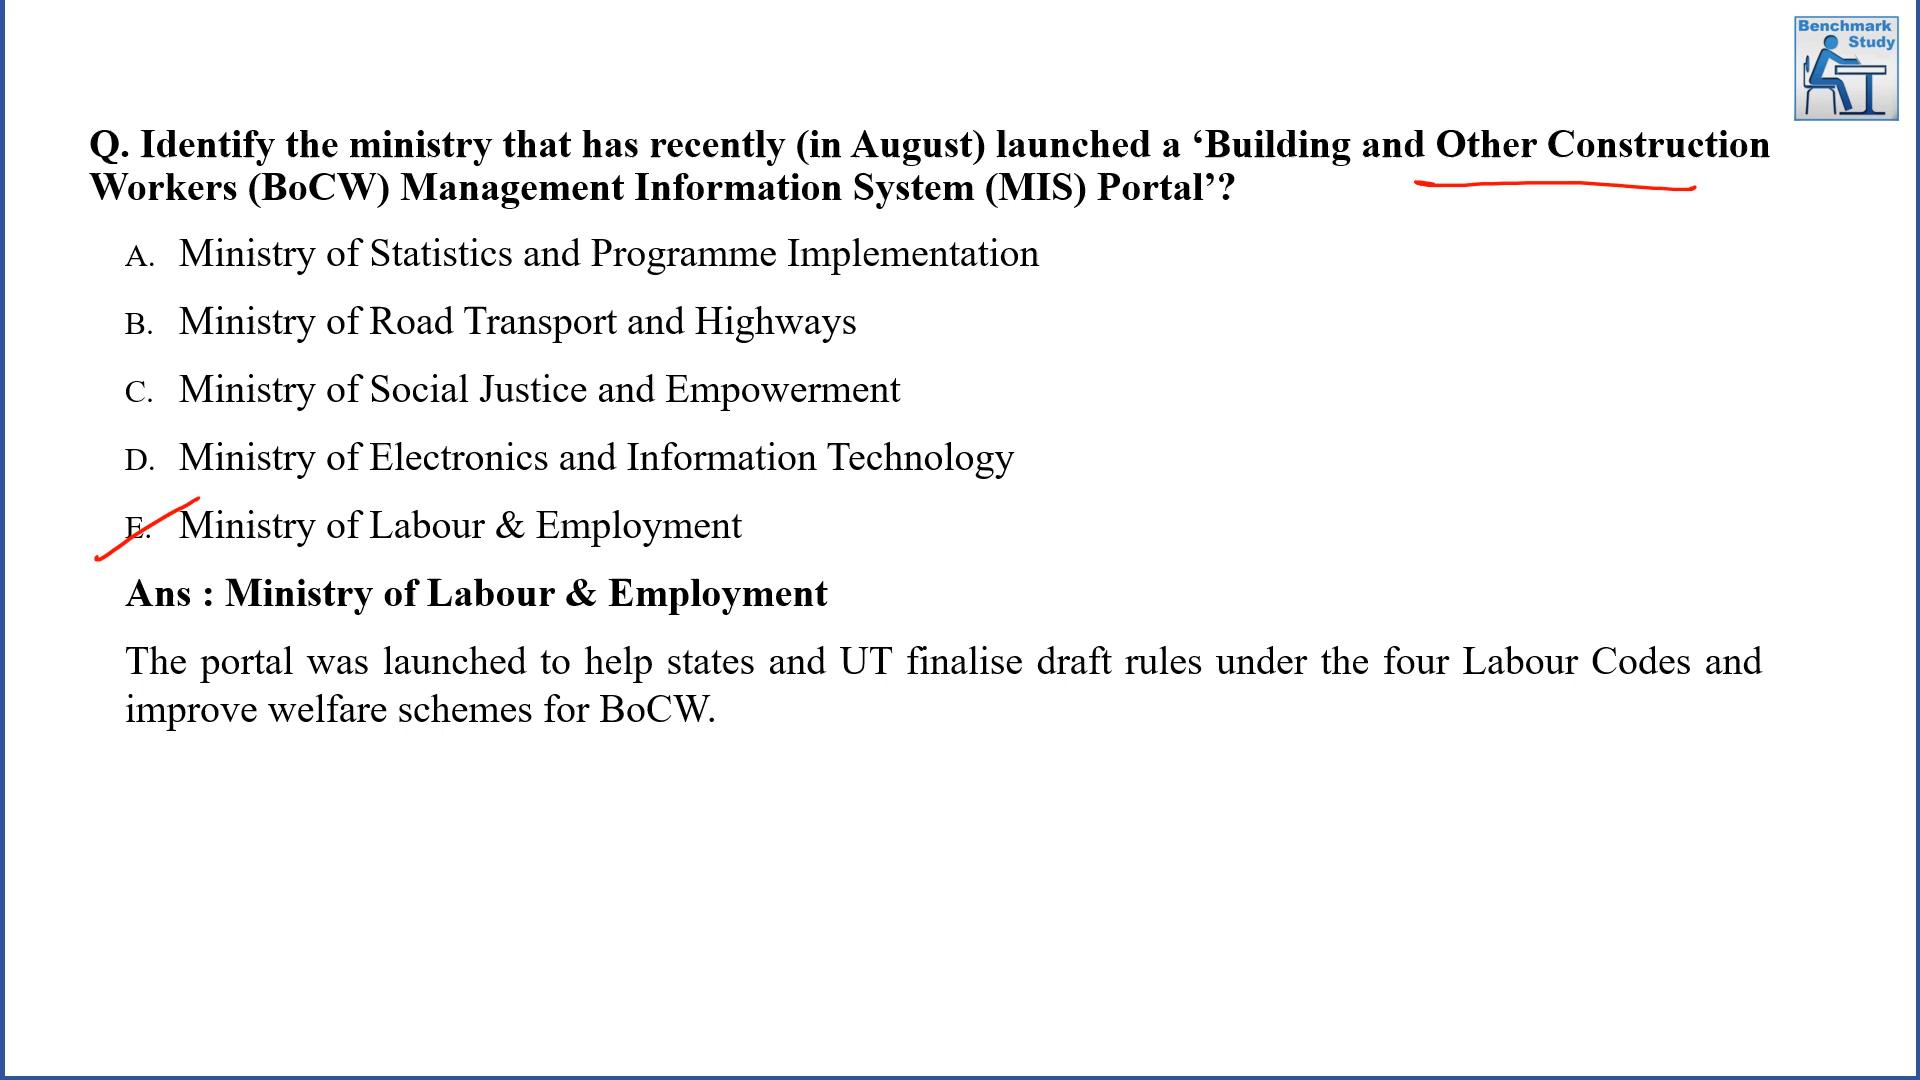 Benchmark
Study
Q. Identify the ministry that has recently (in August) launched a ‘Building and Other Construction
Workers (BoCW) Management Information System (MIS) Portal’?
A. Ministry of Statistics and Programme Implementation
B. Ministry of Road Transport and Highways
C. Ministry of Social Justice and Empowerment
D. Ministry of Electronics and Information Technology
E. Ministry of Labour & Employment
Ans : Ministry of Labour & Employment
The portal was launched to help states and UT finalise draft rules under the four Labour Codes and
improve welfare schemes for BoCW.